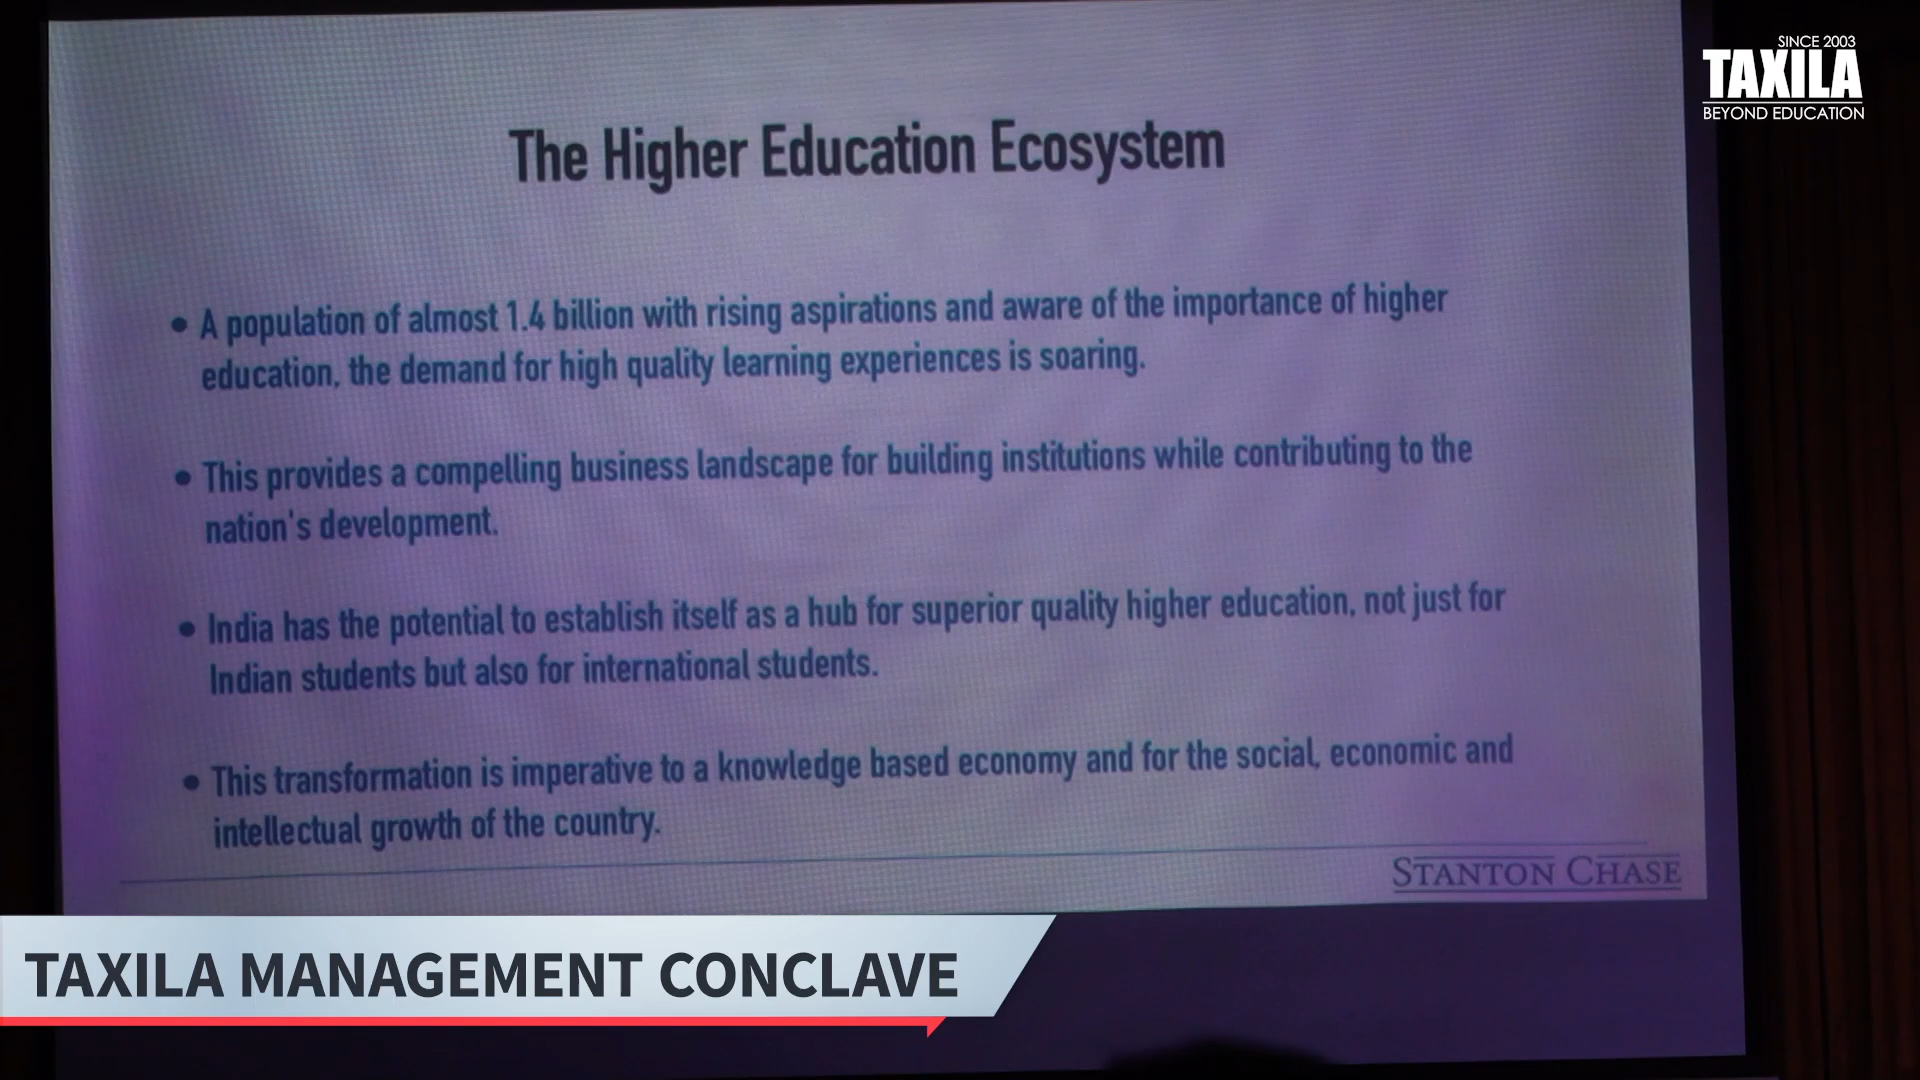 SINCE 2003
TAXILA
BEYOND EDUCATION
The Higher Education Ecosystem
• A population of almost 1.4 billion with rising aspirations and aware of the importance of higher
education, the demand for high quality learning experiences is soaring.
• This provides a compelling business landscape for building institutions while contributing to the
nation's development.
• India has the potential to establish itself as a hub for superior quality higher education, not just for
Indian students but also for international students.
• This transformation is imperative to a knowledge based economy and for the social, economic and
intellectual growth of the country.
STANTON CHASE
TAXILA MANAGEMENT CONCLAVE